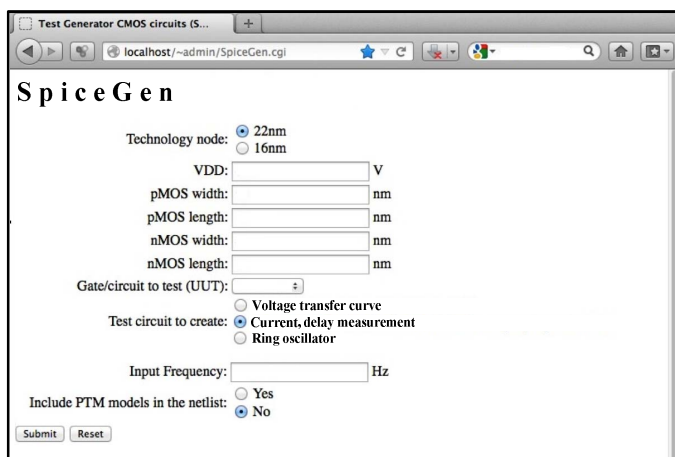 Test Generator CMOS circuits (S...
localhost/~admin/SpiceGen.cgi
SpiceGen
Technology node: 22nm
16nm
VDD: V
pMOS width: nm
pMOS length: nm
nMOS width: nm
nMOS length: nm
Gate/circuit to test (UUT):
Voltage transfer curve
Test circuit to create: Current, delay measurement
Ring oscillator
Input Frequency: Hz
Yes
Include PTM models in the netlist:
No
Submit Reset